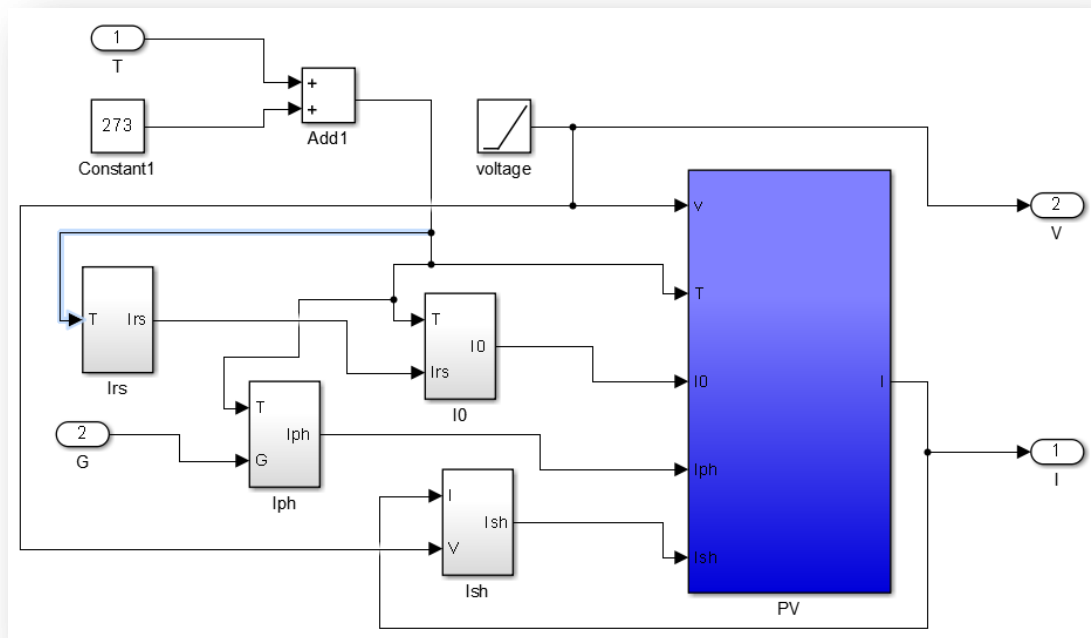 1
T
+
+
273
Add1
Constant1
voltage
v
2
V
T
T
Irs
T
I0
Irs
I0
I
Irs
I0
T
2
Iph
G
G
Iph
1
I
Iph
I
Ish
V
Ish
Ish
PV